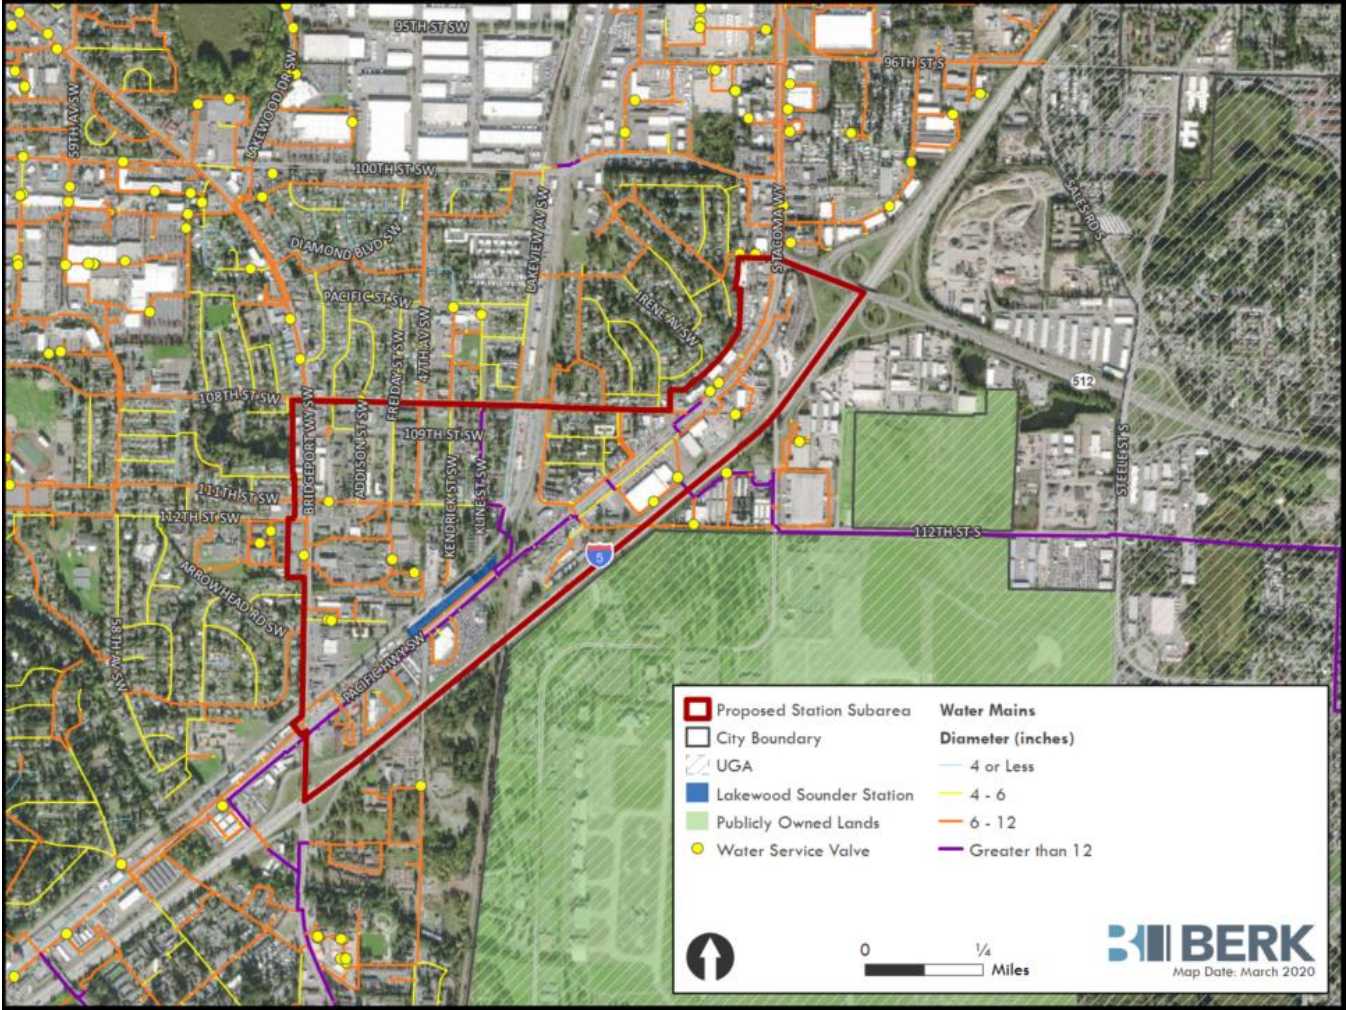 95TH ST SW
96TH ST S
59TH AV SW
LAKEWOOD DR SW
100TH ST SW
SALES RD S
LAKEVIEW AV SW
S TACOMA WY
DIAMOND BLVD SW
PACIFIC ST SW
IRENE AV SW
FREIDAY ST SW
47TH AV SW
512
108TH ST SW
BRIDGEPORT WY SW
ADDISON ST SW
109TH ST SW
KENDRICK ST SW
KLINE ST SW
STEELE ST S
111TH ST SW
112TH ST SW
112TH ST S
5
ARROWHEAD RD SW
58TH AV SW
PACIFIC HWY SW
Proposed Station Subarea
City Boundary
UGA
Lakewood Sounder Station
Publicly Owned Lands
Water Service Valve
Water Mains
Diameter (inches)
4 or Less
4 - 6
6 - 12
Greater than 12
0 ¼
Miles
BERK
Map Date: March 2020